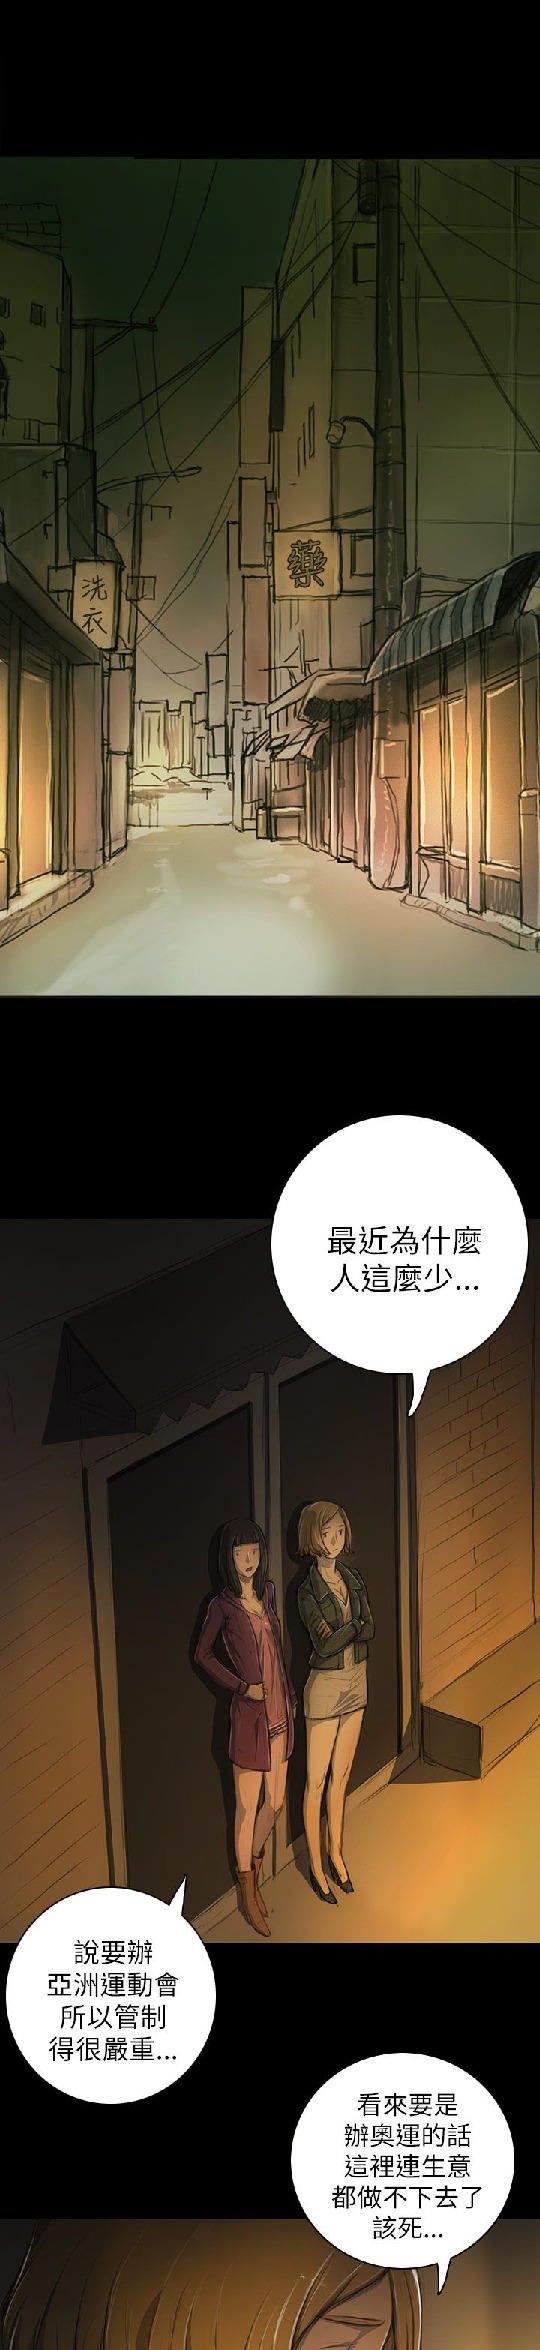 洗衣
藥
最近為什麼
人這麼少...
說要辦
亞洲運動會
所以管制
得很嚴重...
看來要是
辦奧運的話
這裡連生意
都做不下去了
該死...